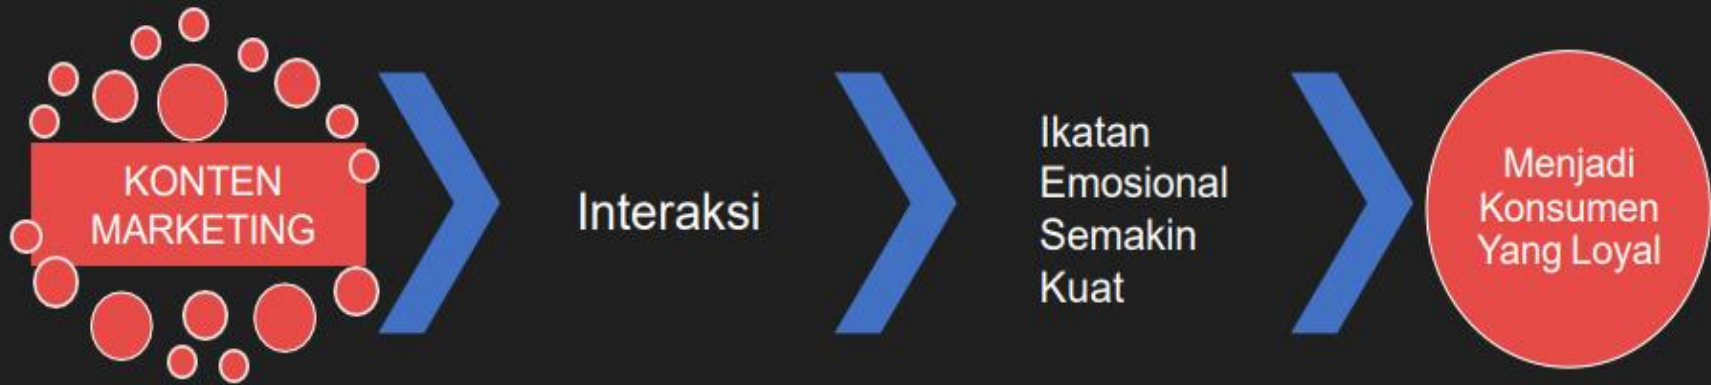 KONTEN
MARKETING
Interaksi
Ikatan
Emosional
Semakin
Kuat
Menjadi
Konsumen
Yang Loyal